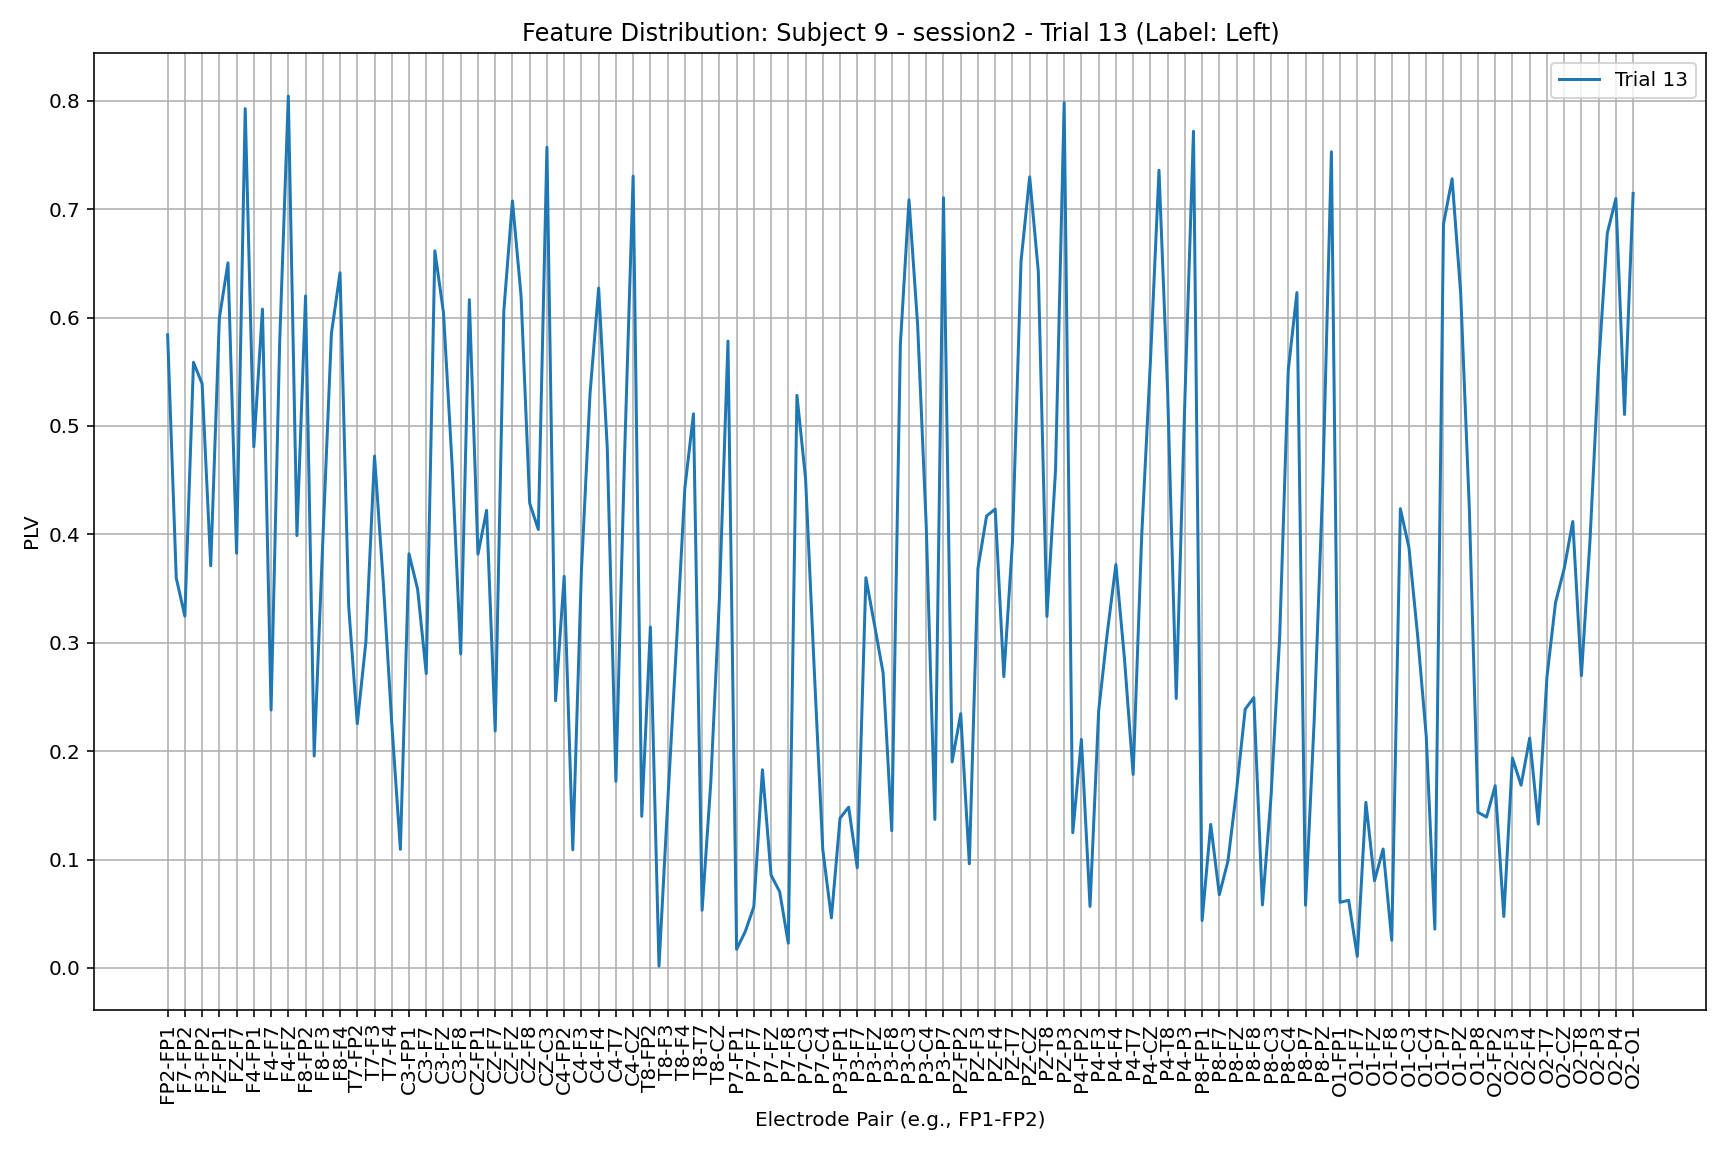 Feature Distribution: Subject 9 - session2 - Trial 13 (Label: Left)
Trial 13
0.8
0.7
0.6
0.5
0.4
0.3
0.2
0.1
0.0
PLV
FP2-FP1
F7-FP2
F3-FP2
FZ-FP1
FZ-F7
F4-FP1
F4-F7
F4-FZ
F8-FP2
F8-F3
F8-F4
T7-FP2
T7-F3
T7-F4
C3-FP1
C3-F7
C3-FZ
C3-F8
CZ-FP1
CZ-F7
CZ-FZ
CZ-F8
CZ-C3
C4-FP2
C4-F3
C4-F4
C4-T7
C4-CZ
T8-FP2
T8-F3
T8-F4
T8-T7
T8-CZ
P7-FP1
P7-F7
P7-FZ
P7-F8
P7-C3
P7-C4
P3-FP1
P3-F7
P3-FZ
P3-F8
P3-C3
P3-C4
P3-P7
PZ-FP2
PZ-F3
PZ-F4
PZ-T7
PZ-CZ
PZ-T8
PZ-P3
P4-FP2
P4-F3
P4-F4
P4-T7
P4-CZ
P4-T8
P4-P3
P8-FP1
P8-F7
P8-FZ
P8-F8
P8-C3
P8-C4
P8-P7
P8-PZ
O1-FP1
O1-F7
O1-FZ
O1-F8
O1-C3
O1-C4
O1-P7
O1-PZ
O1-P8
O2-FP2
O2-F3
O2-F4
O2-T7
O2-CZ
O2-T8
O2-P3
O2-P4
O2-O1
Electrode Pair (e.g., FP1-FP2)